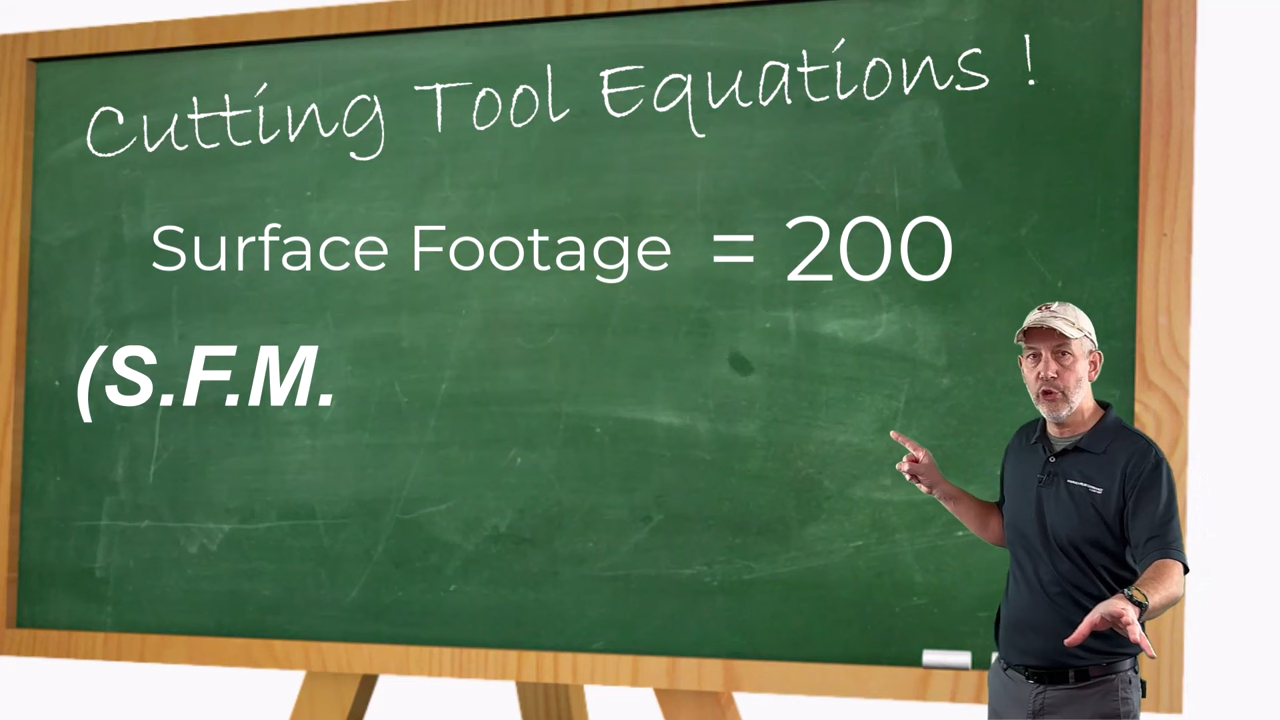 Cutting Tool Equations !
Surface Footage = 200
(S.F.M.